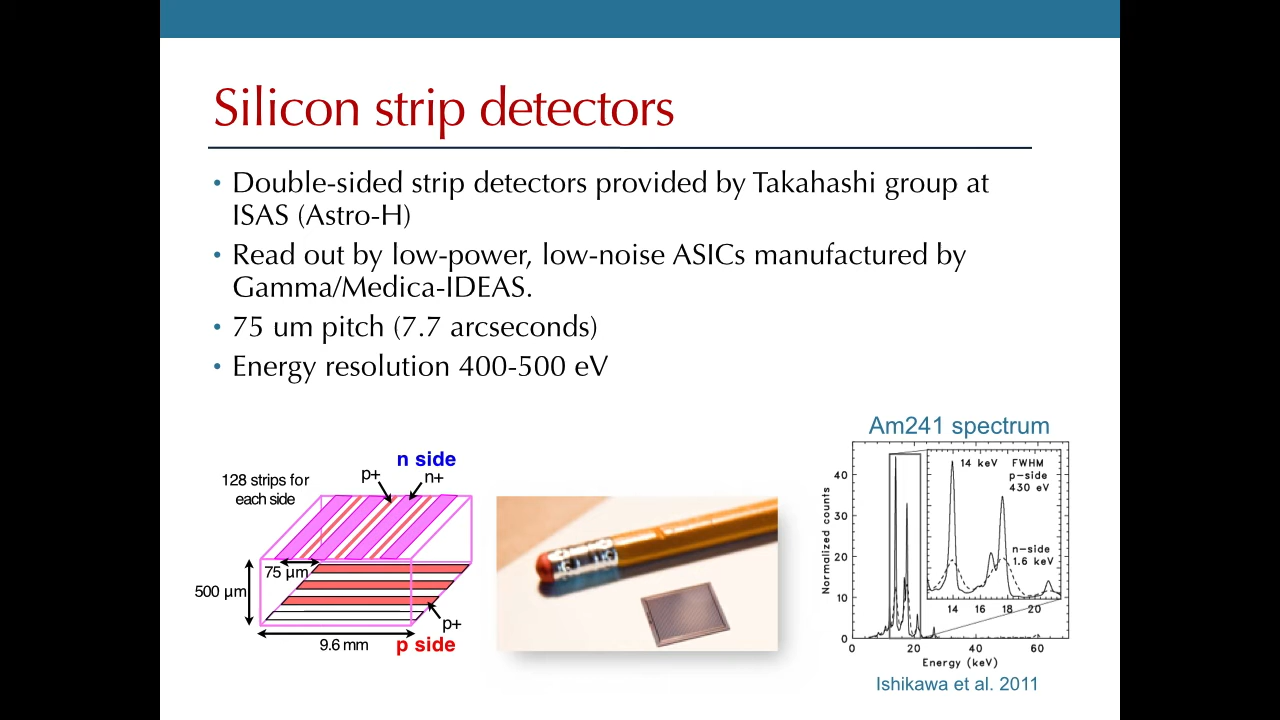 Silicon strip detectors
• Double-sided strip detectors provided by Takahashi group at
ISAS (Astro-H)
• Read out by low-power, low-noise ASICs manufactured by
Gamma/Medica-IDEAS.
• 75 um pitch (7.7 arcseconds)
• Energy resolution 400-500 eV
128 strips for
each side
n side
p+
n+
75 µm
500 µm
9.6 mm
p+
p side
Am241 spectrum
Normalized counts
40
30
20
10
0
14 keV
FWHM
p-side
430 eV
n-side
1.6 keV
14 16 18 20
0 20 40 60
Energy (keV)
Ishikawa et al. 2011